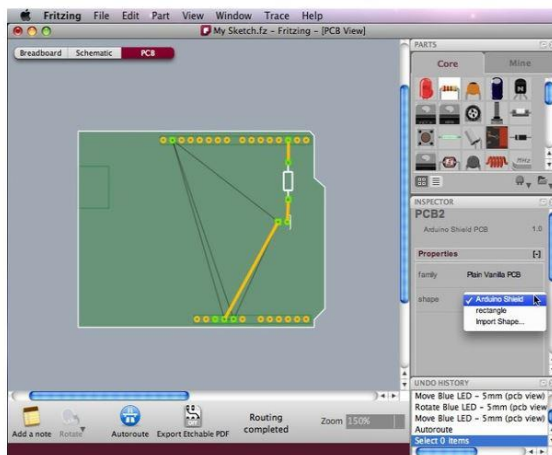 Fritzing File Edit Part View Window Trace Help
My Sketch.fz - Fritzing - [PCB View]
Breadboard Schematic PCB
PARTS
Core Mine
MHz
INSPECTOR
PCB2
Arduino Shield PCB 1.0
Properties [-]
family Plain Vanilla PCB
shape ✓ Arduino Shield
rectangle
Import Shape...
UNDO HISTORY
Move Blue LED - 5mm (pcb view)
Rotate Blue LED - 5mm (pcb view)
Move Blue LED - 5mm (pcb view)
Autoroute
Select 0 items
Add a note Rotate Autoroute Export Etchable PDF Routing completed Zoom 150%